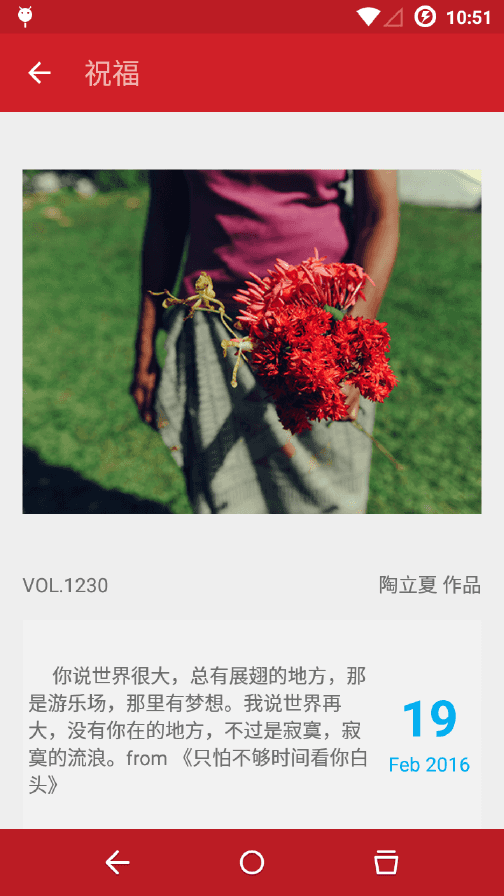 10:51
祝福
VOL.1230
陶立夏 作品
你说世界很大，总有展翅的地方，那
是游乐场，那里有梦想。我说世界再
大，没有你在的地方，不过是寂寞，寂
寞的流浪。from 《只怕不够时间看你白
头》
19
Feb 2016